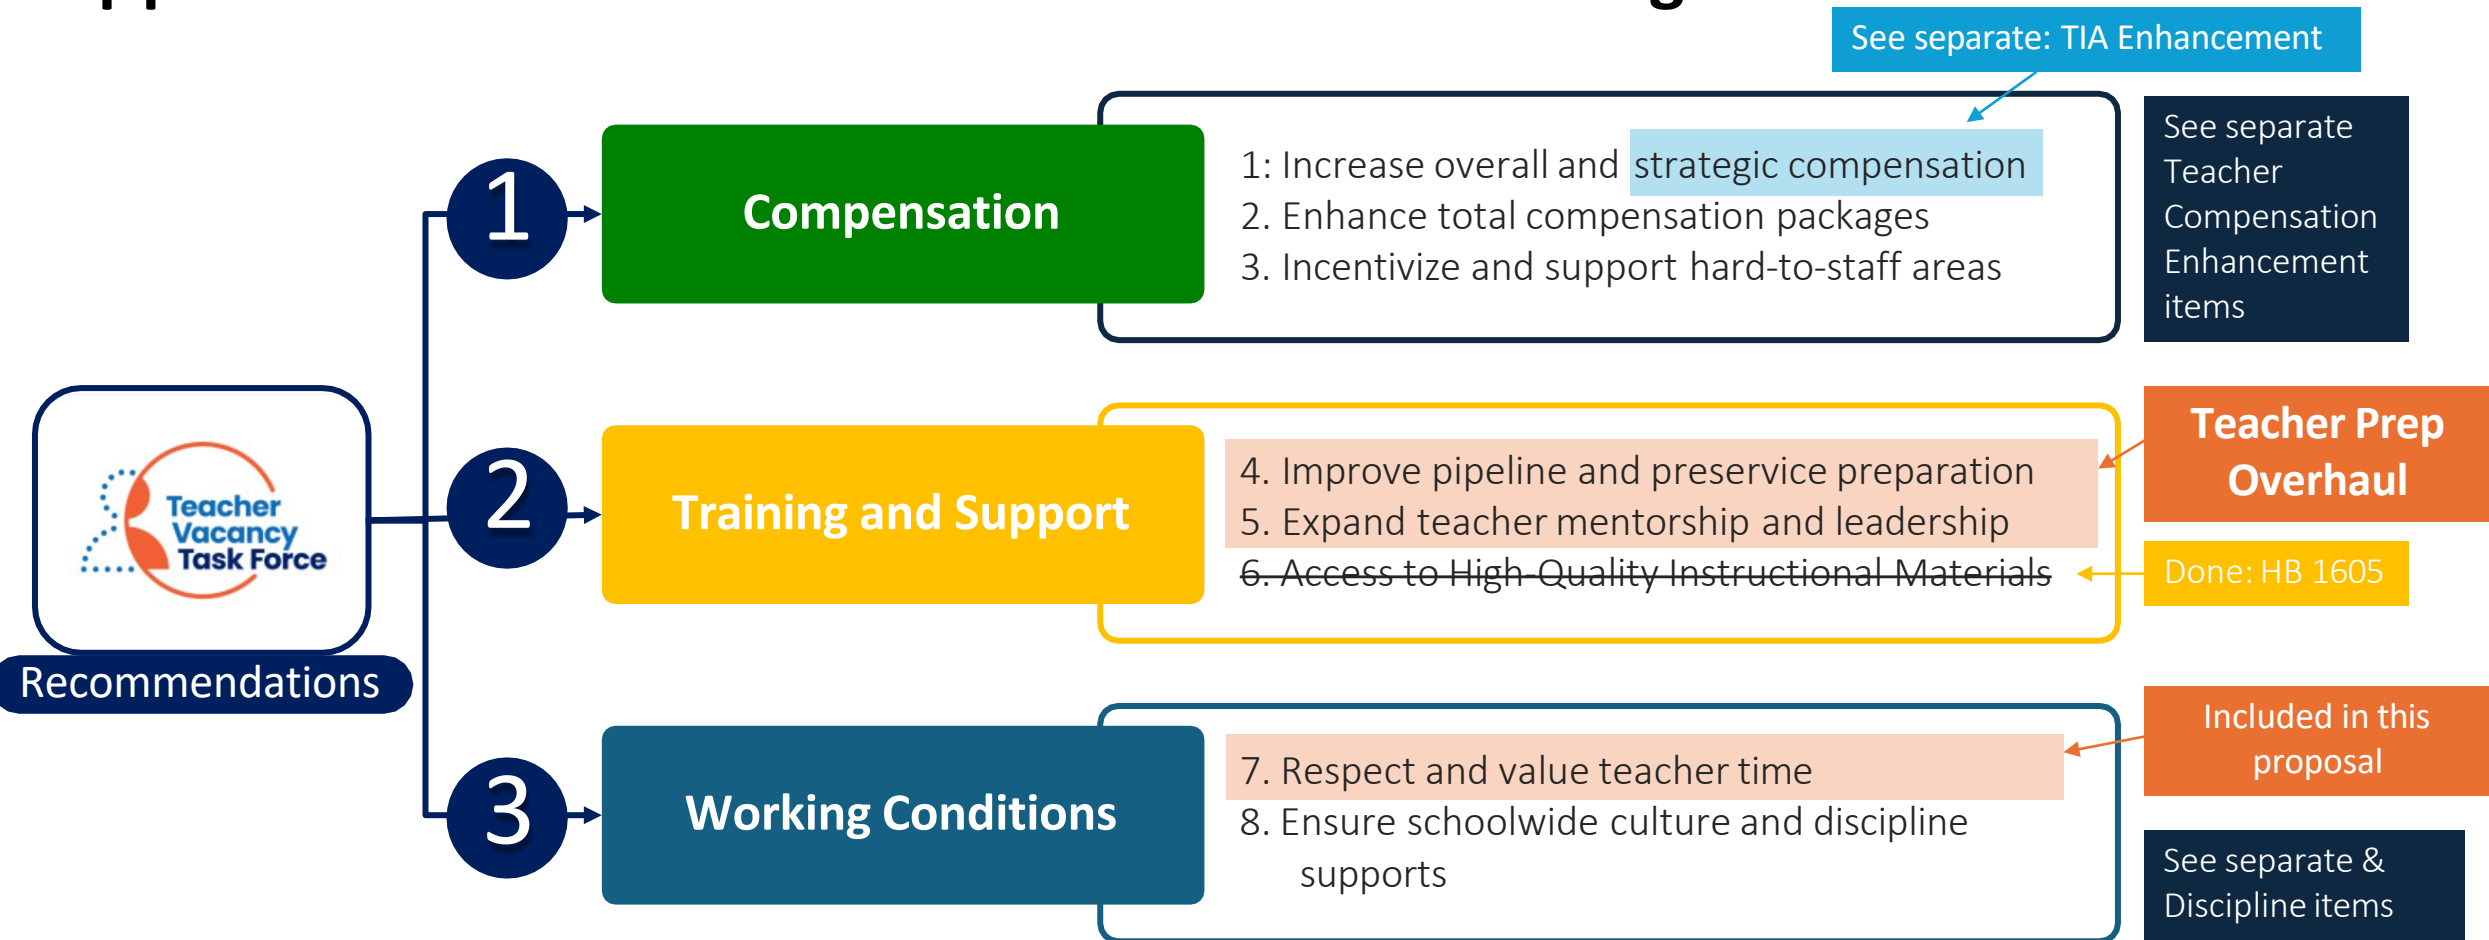 See separate: TIA Enhancement
1
Compensation
1: Increase overall and strategic compensation
2. Enhance total compensation packages
3. Incentivize and support hard-to-staff areas
See separate
Teacher
Compensation
Enhancement
items
Teacher
Vacancy
Task Force
Recommendations
2
Training and Support
4. Improve pipeline and preservice preparation
5. Expand teacher mentorship and leadership
6. Access to High-Quality Instructional Materials
Teacher Prep
Overhaul
Done: HB 1605
3
Working Conditions
7. Respect and value teacher time
8. Ensure schoolwide culture and discipline
supports
Included in this
proposal
See separate &
Discipline items